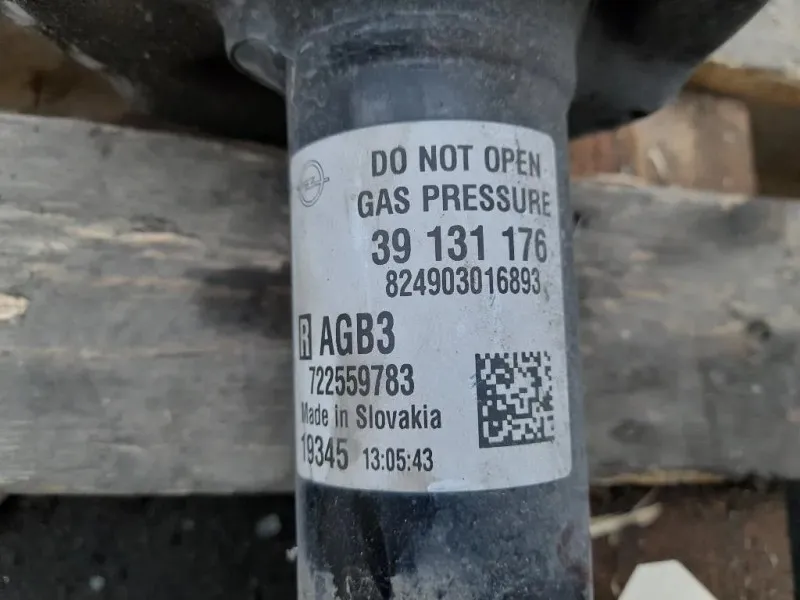 DO NOT OPEN
GAS PRESSURE
39 131 176
824903016893
R AGB3
722559783
Made in Slovakia
19345 13:05:43